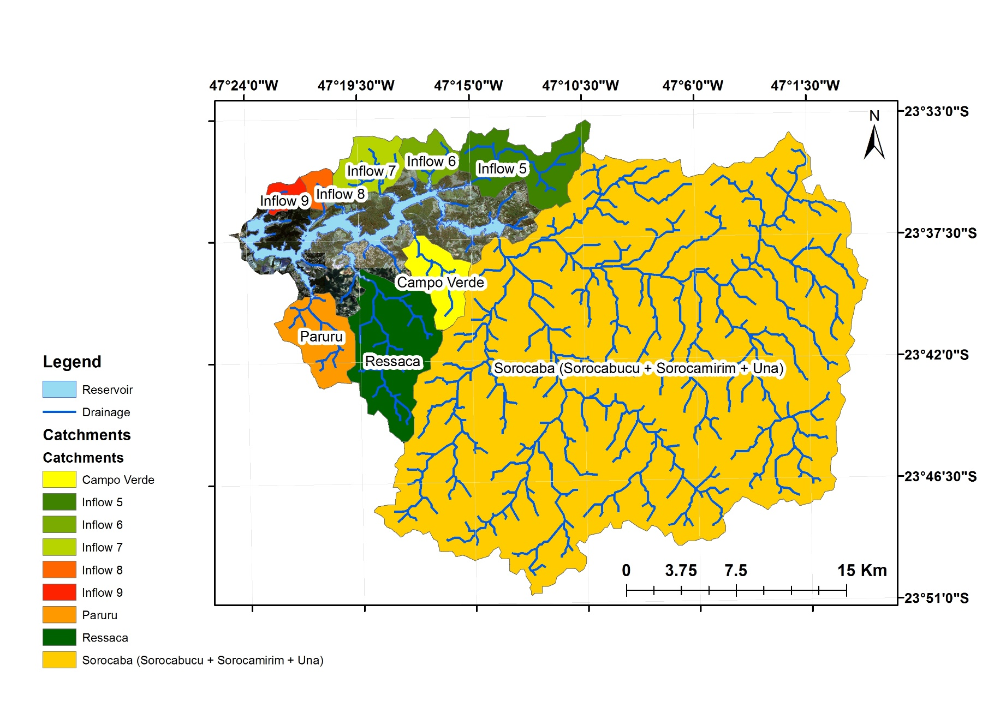 47°24'0"W 47°19'30"W 47°15'0"W 47°10'30"W 47°6'0"W 47°1'30"W
23°33'0"S
N
Inflow 6
Inflow 5
Inflow 7
Inflow 8
Inflow 9
23°37'30"S
Campo Verde
Paruru
Ressaca
Sorocaba (Sorocabucu + Sorocamirim + Una)
23°42'0"S
23°46'30"S
0 3.75 7.5 15 Km
23°51'0"S
Legend
Reservoir
Drainage
Catchments
Catchments
Campo Verde
Inflow 5
Inflow 6
Inflow 7
Inflow 8
Inflow 9
Paruru
Ressaca
Sorocaba (Sorocabucu + Sorocamirim + Una)